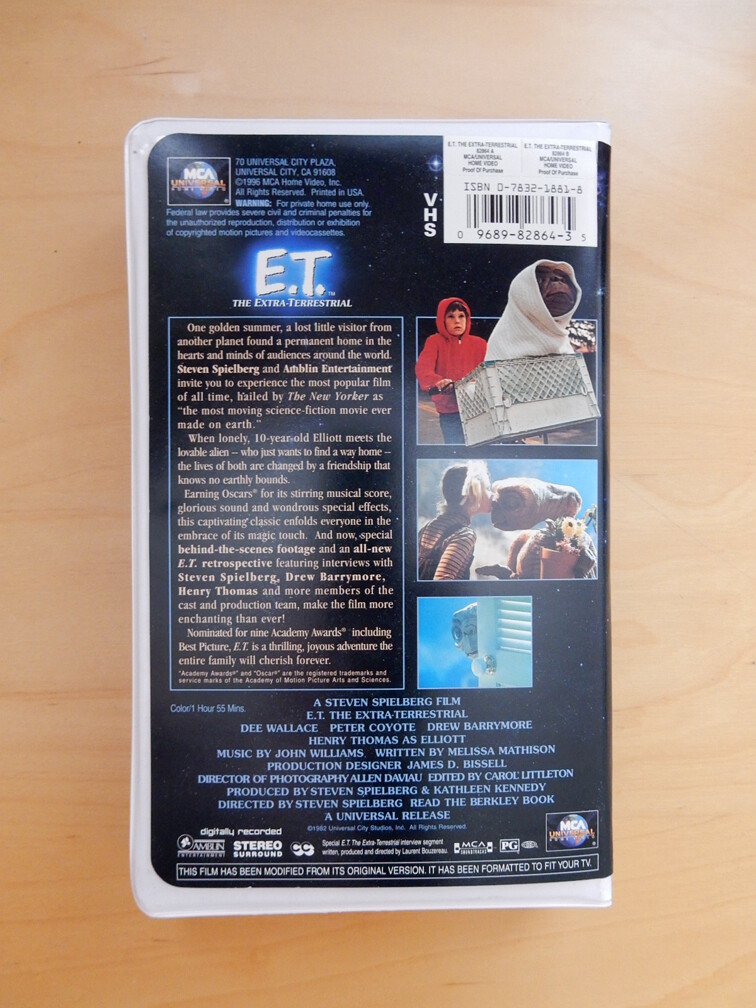 MCA
UNIVERSAL
HOME VIDEO
70 UNIVERSAL CITY PLAZA,
UNIVERSAL CITY, CA 91608
©1996 MCA Home Video, Inc.
All Rights Reserved. Printed in USA.
WARNING: For private home use only.
Federal law provides severe civil and criminal penalties for
the unauthorized reproduction, distribution or exhibition
of copyrighted motion pictures and videocassettes.
VHS
E.T. THE EXTRA-TERRESTRIAL
82864 A
MCA/UNIVERSAL
HOME VIDEO
Proof Of Purchase
E.T. THE EXTRA-TERRESTRIAL
82864 B
MCA/UNIVERSAL
HOME VIDEO
Proof Of Purchase
ISBN 0-7832-1881-8
0 9689-82864-3 5
E.T.™
THE EXTRA-TERRESTRIAL
One golden summer, a lost little visitor from
another planet found a permanent home in the
hearts and minds of audiences around the world.
Steven Spielberg and Amblin Entertainment
invite you to experience the most popular film
of all time, hailed by The New Yorker as
“the most moving science-fiction movie ever
made on earth.”
When lonely, 10-year-old Elliott meets the
lovable alien – who just wants to find a way home –
the lives of both are changed by a friendship that
knows no earthly bounds.
Earning Oscars® for its stirring musical score,
glorious sound and wondrous special effects,
this captivating classic enfolds everyone in the
embrace of its magic touch. And now, special
behind-the-scenes footage and an all-new
E.T. retrospective featuring interviews with
Steven Spielberg, Drew Barrymore,
Henry Thomas and more members of the
cast and production team, make the film more
enchanting than ever!
Nominated for nine Academy Awards® including
Best Picture, E.T. is a thrilling, joyous adventure the
entire family will cherish forever.
"Academy Awards®" and "Oscar®" are the registered trademarks and
service marks of the Academy of Motion Picture Arts and Sciences.
Color/1 Hour 55 Mins.
A STEVEN SPIELBERG FILM
E.T. THE EXTRA-TERRESTRIAL
DEE WALLACE PETER COYOTE DREW BARRYMORE
HENRY THOMAS AS ELLIOTT
MUSIC BY JOHN WILLIAMS WRITTEN BY MELISSA MATHISON
PRODUCTION DESIGNER JAMES D. BISSELL
DIRECTOR OF PHOTOGRAPHY ALLEN DAVIAU EDITED BY CAROL LITTLETON
PRODUCED BY STEVEN SPIELBERG & KATHLEEN KENNEDY
DIRECTED BY STEVEN SPIELBERG READ THE BERKLEY BOOK
A UNIVERSAL RELEASE
©1982 Universal City Studios, Inc. All Rights Reserved.
digitally recorded
AMBLIN
ENTERTAINMENT
STEREO
SURROUND
CC
Special E.T. The Extra-Terrestrial interview segment
written, produced and directed by Laurent Bouzereau.
MCA
SOUNDTRACKS
PG
MCA
UNIVERSAL
HOME VIDEO
THIS FILM HAS BEEN MODIFIED FROM ITS ORIGINAL VERSION. IT HAS BEEN FORMATTED TO FIT YOUR TV.